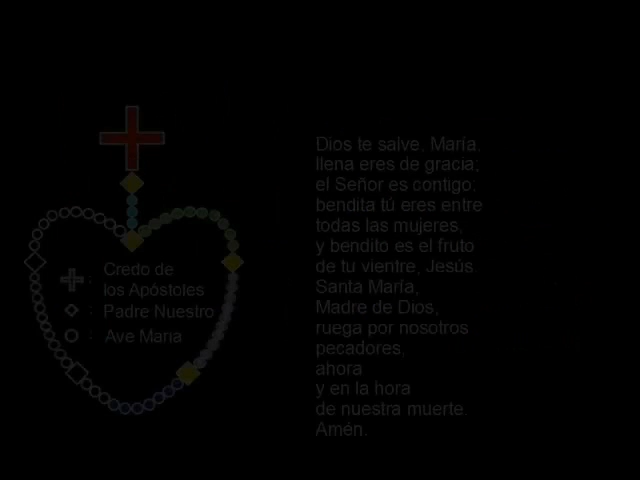 Dios te salve, María.
llena eres de gracia;
el Señor es contigo;
bendita tú eres entre
todas las mujeres,
y bendito es el fruto
de tu vientre, Jesús.
Santa María,
Madre de Dios,
ruega por nosotros
pecadores,
ahora
y en la hora
de nuestra muerte.
Amén.
: Credo de
los Apóstoles
: Padre Nuestro
: Ave Maria